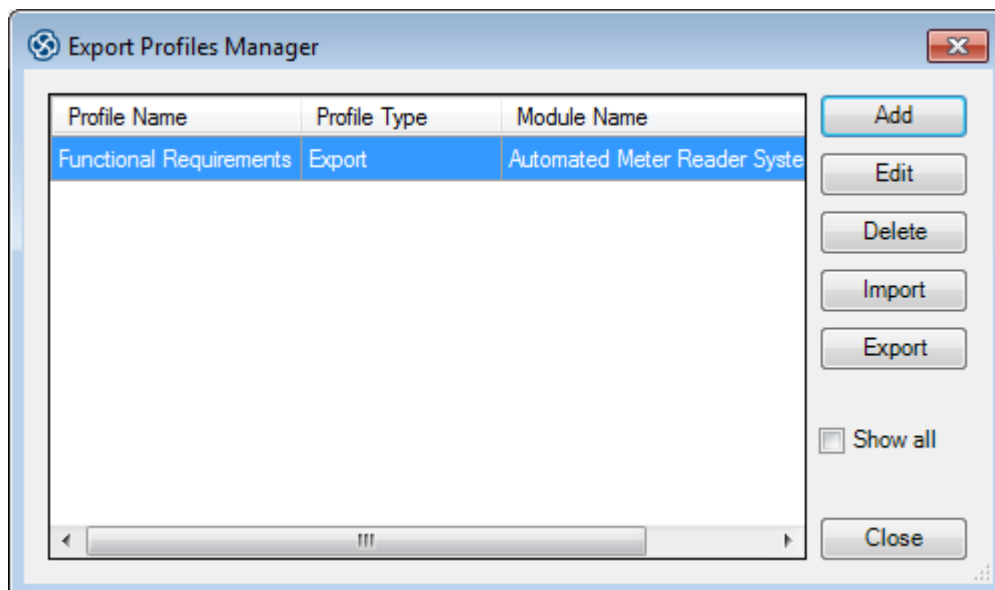 Export Profiles Manager
Profile Name Profile Type Module Name
Functional Requirements Export Automated Meter Reader Syste
Add
Edit
Delete
Import
Export
Show all
Close